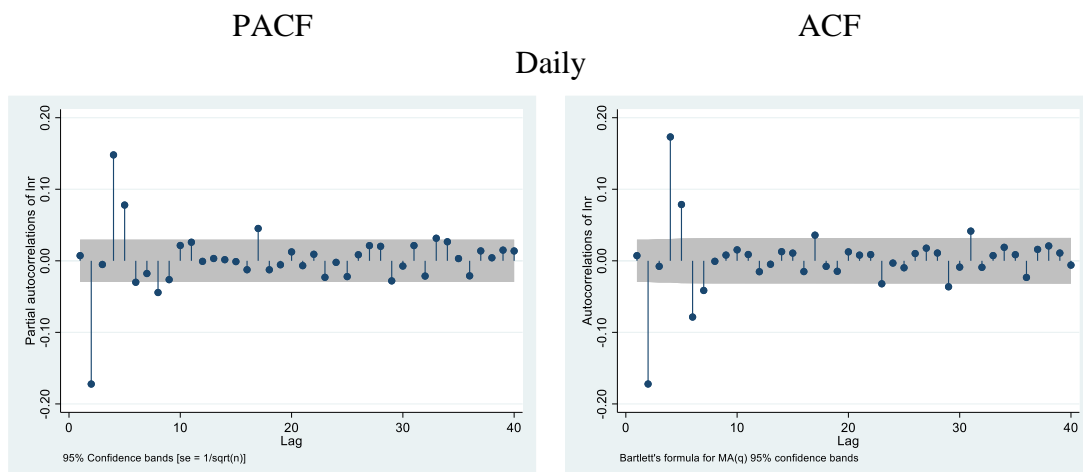 PACF
ACF
Daily
Partial autocorrelations of lnr
0.20
0.10
0.00
-0.10
-0.20
0
10
20
30
40
Lag
95% Confidence bands [se = 1/sqrt(n)]
Autocorrelations of lnr
0.20
0.10
0.00
-0.10
-0.20
0
10
20
30
40
Lag
Bartlett's formula for MA(q) 95% confidence bands